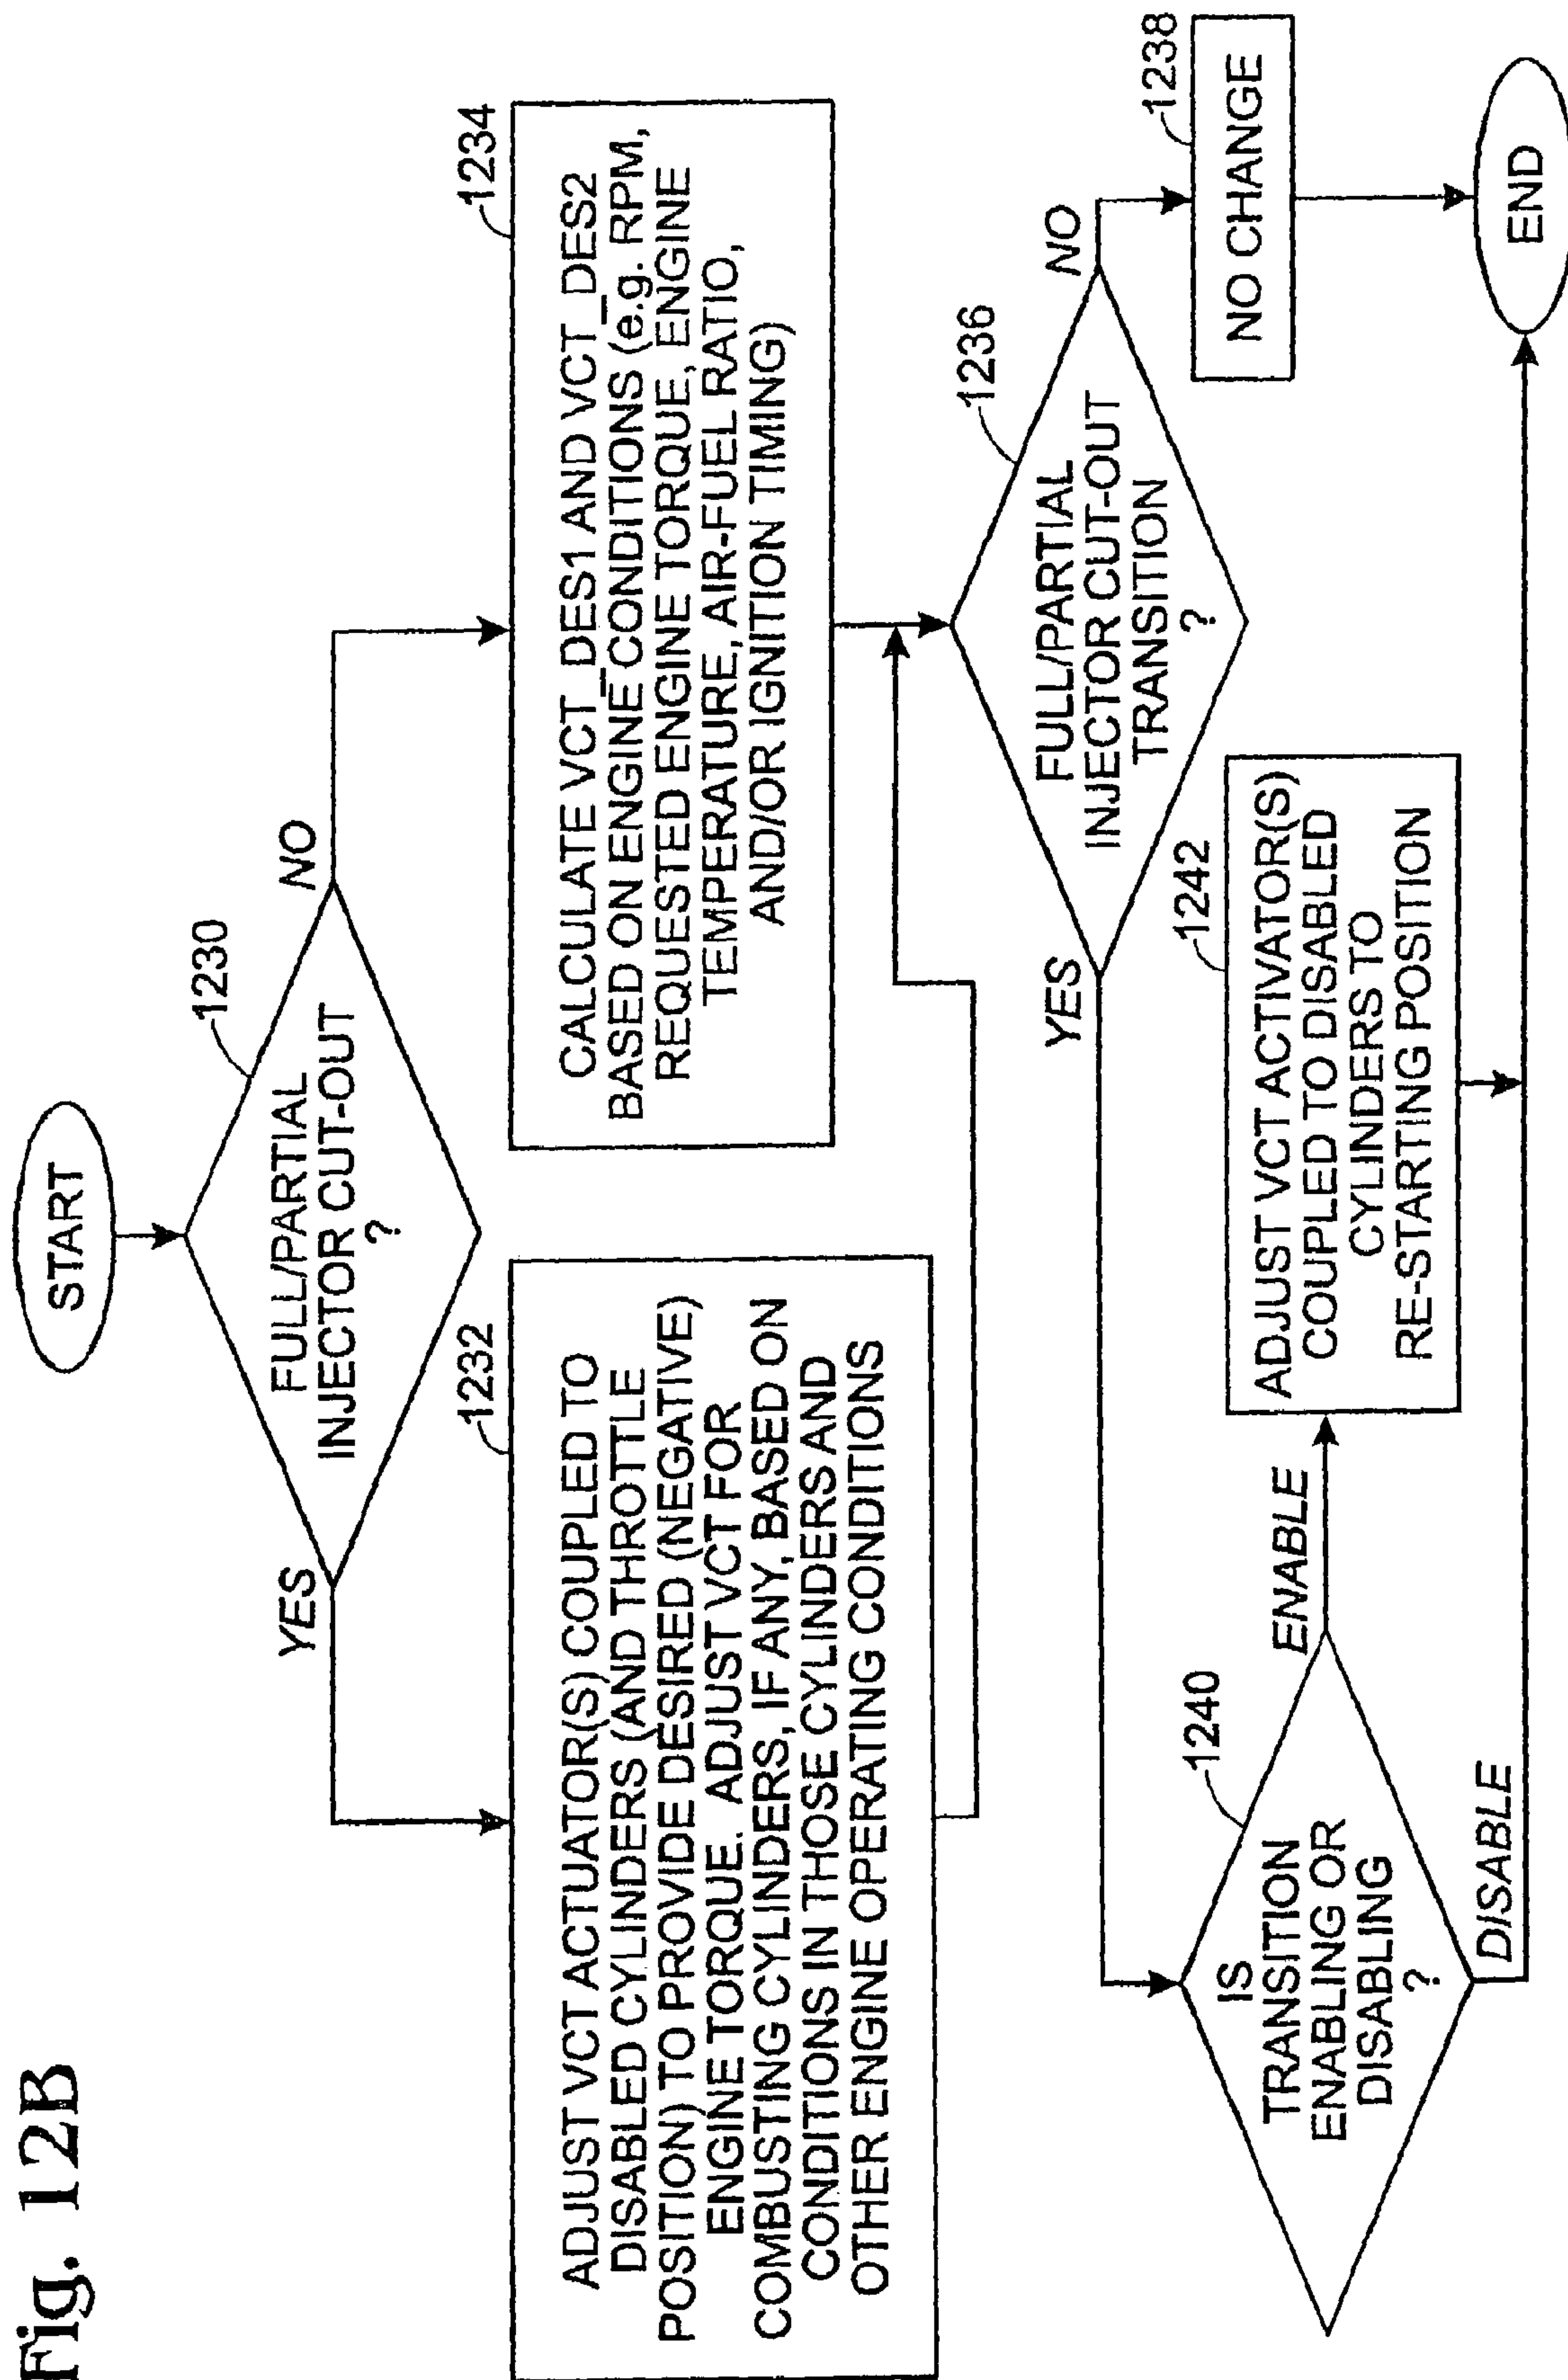 Fig. 12B
START
1230
FULL/PARTIAL
INJECTOR CUT-OUT
?
YES
NO
1232
ADJUST VCT ACTUATOR(S) COUPLED TO
DISABLED CYLINDERS (AND THROTTLE
POSITION) TO PROVIDE DESIRED (NEGATIVE)
ENGINE TORQUE. ADJUST VCT FOR
COMBUSTING CYLINDERS, IF ANY, BASED ON
CONDITIONS IN THOSE CYLINDERS AND
OTHER ENGINE OPERATING CONDITIONS
1234
CALCULATE VCT_DES1 AND VCT_DES2
BASED ON ENGINE CONDITIONS (e.g. RPM,
REQUESTED ENGINE TORQUE, ENGINE
TEMPERATURE, AIR-FUEL RATIO,
AND/OR IGNITION TIMING)
1236
FULL/PARTIAL
INJECTOR CUT-OUT
TRANSITION
?
YES
NO
1238
NO CHANGE
1240
IS
TRANSITION
ENABLING OR
DISABLING
?
ENABLE
DISABLE
1242
ADJUST VCT ACTIVATOR(S)
COUPLED TO DISABLED
CYLINDERS TO
RE-STARTING POSITION
END